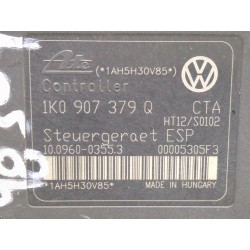 Ate (*1AH5H30V85*)
Controller
1K0 907 379 Q CTA
HT12/S0102
Steuergeraet ESP
10.0960-0355.3 00005305F3
*1AH5H30V85* MADE IN HUNGARY